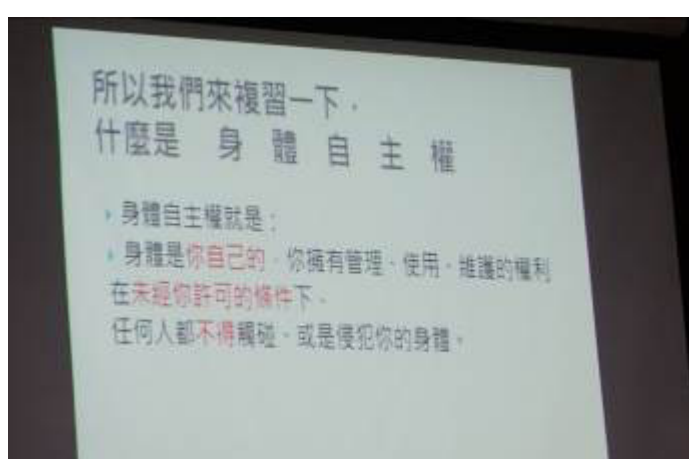 所以我們來複習一下，
什麼是 身 體 自 主 權
身體自主權就是：
身體是你自己的，你擁有管理、使用、維護的權利
在未經你許可的條件下，
任何人都不得觸碰、或是侵犯你的身體。